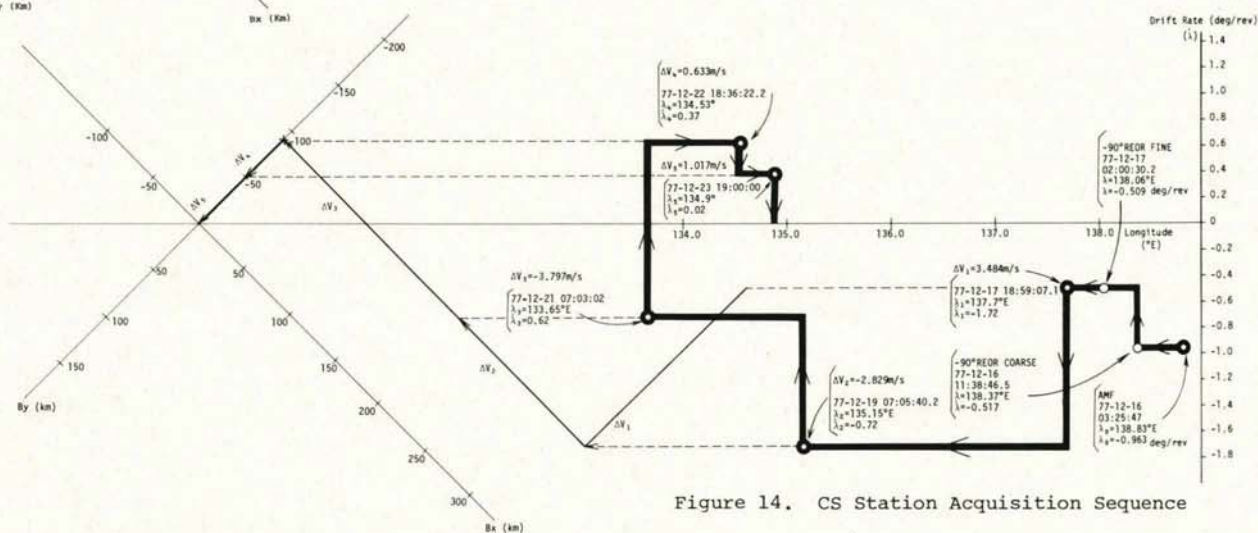 (Km)
Bx (Km)
-200
-150
-100
-50
-100
-50
50
100
150
By (km)
50
100
150
200
250
300
Bx (km)
ΔV₄
ΔV₅
ΔV₃
ΔV₂
ΔV₁
ΔV₄=0.633m/s
77-12-22 18:36:22.2
λ₄=134.53°
λ̇₄=0.37
ΔV₅=1.017m/s
77-12-23 19:00:00
λ₅=134.9°
λ̇₅=0.02
ΔV₃=-3.797m/s
77-12-21 07:03:02
λ₃=133.65°E
λ̇₃=0.62
ΔV₂=-2.829m/s
77-12-19 07:05:40.2
λ₂=135.15°E
λ̇₂=-0.72
ΔV₁=3.484m/s
77-12-17 18:59:07.1
λ₁=137.7°E
λ̇₁=-1.72
-90°REOR COARSE
77-12-16
11:38:46.5
λ=138.37°E
λ̇=-0.517
-90°REOR FINE
77-12-17
02:00:30.2
λ=138.06°E
λ̇=-0.509 deg/rev
AMF
77-12-16
03:25:47
λ₀=138.83°E
λ̇₀=-0.963 deg/rev
134.0
135.0
136.0
137.0
138.0
Longitude
(°E)
Drift Rate (deg/rev)
(λ̇)
1.4
1.2
1.0
0.8
0.6
0.4
0.2
0
-0.2
-0.4
-0.6
-0.8
-1.0
-1.2
-1.4
-1.6
-1.8
Figure 14. CS Station Acquisition Sequence